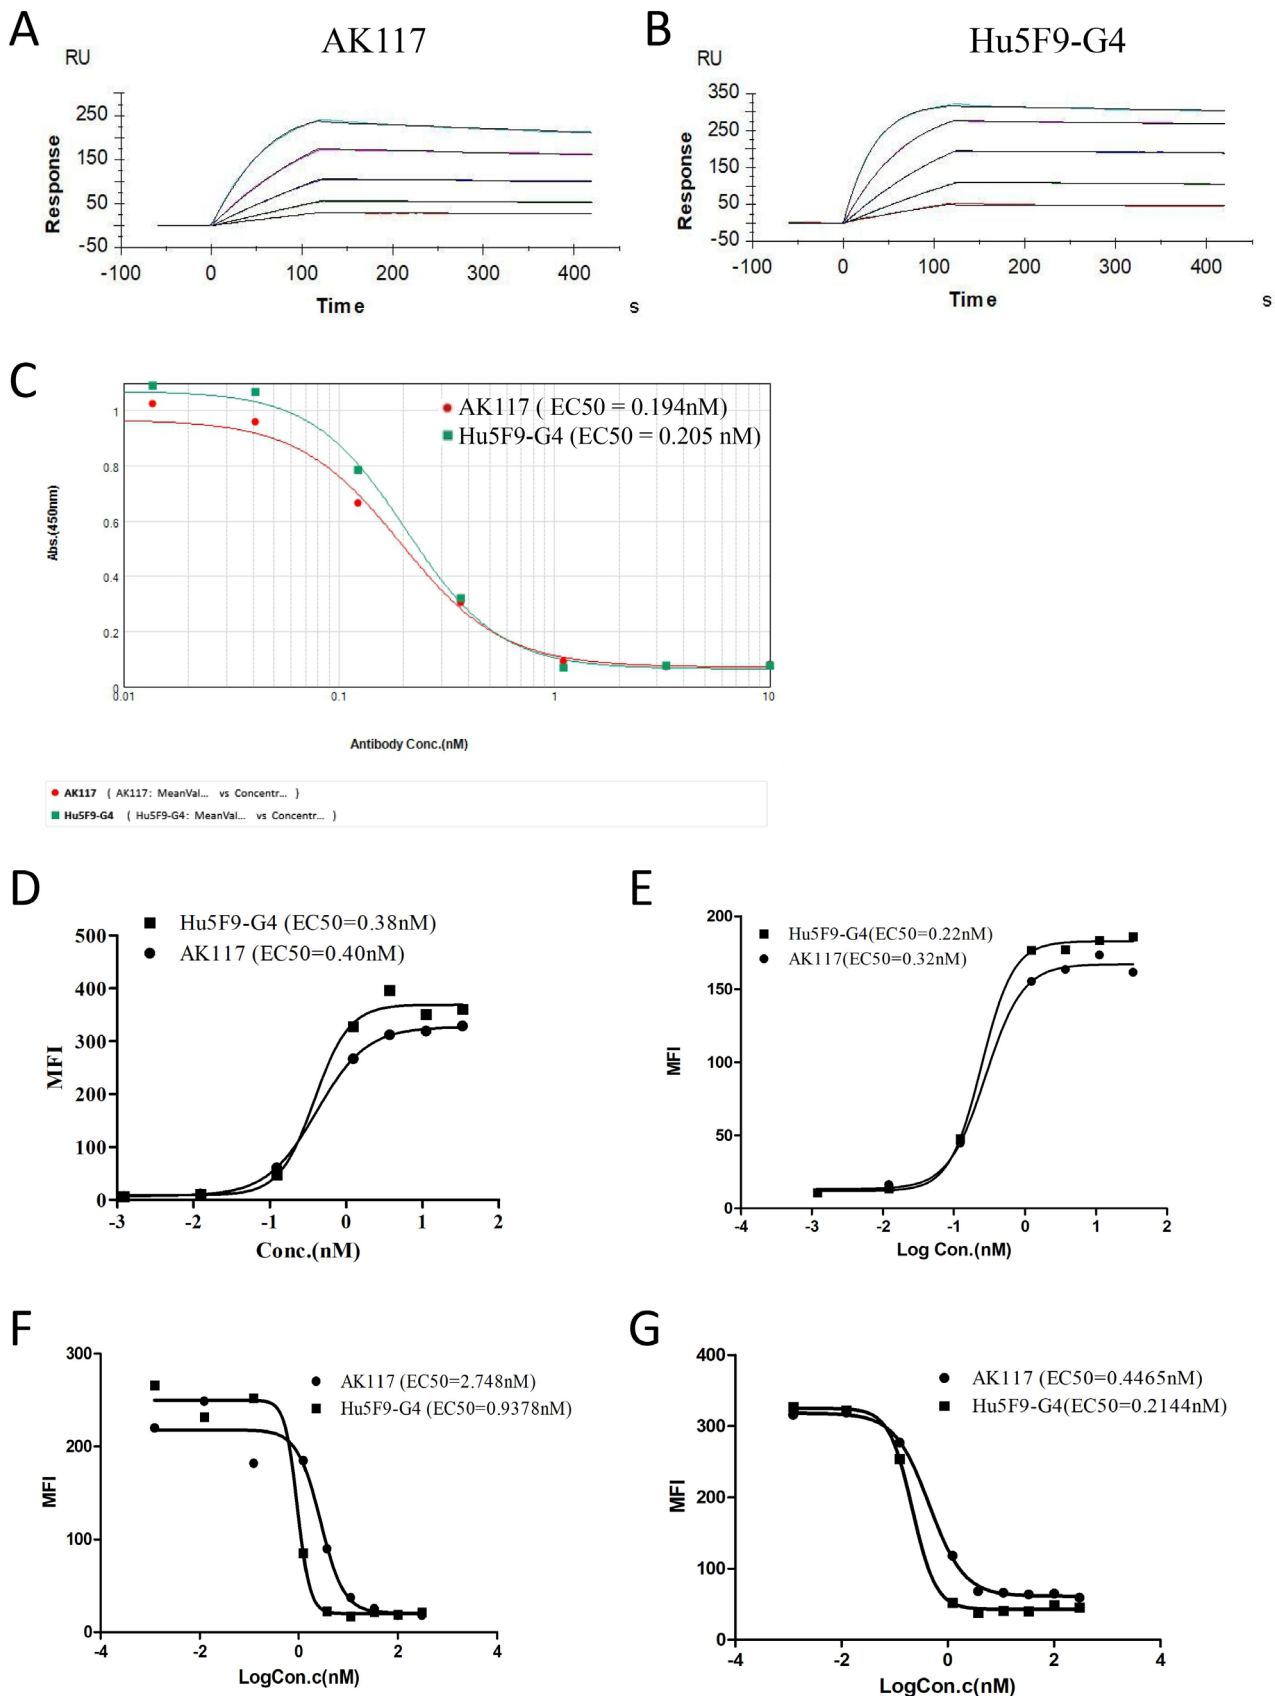 A
AK117
RU
250
150
50
-50
Response
-100 0 100 200 300 400
Time
s
B
Hu5F9-G4
RU
350
250
150
50
-50
Response
-100 0 100 200 300 400
Time
s
C
AK117 ( EC50 = 0.194nM)
Hu5F9-G4 (EC50 = 0.205 nM)
1
0.8
0.6
0.4
0.2
0
Abs.(450nm)
0.01 0.1 1 10
Antibody Conc.(nM)
AK117 ( AK117: MeanVal... vs Concentr... )
Hu5F9-G4 ( Hu5F9-G4: MeanVal... vs Concentr... )
D
Hu5F9-G4 (EC50=0.38nM)
AK117 (EC50=0.40nM)
500
400
300
200
100
0
MFI
-3 -2 -1 0 1 2
Conc.(nM)
E
Hu5F9-G4(EC50=0.22nM)
AK117(EC50=0.32nM)
200
150
100
50
0
MFI
-4 -3 -2 -1 0 1 2
Log Con.(nM)
F
AK117 (EC50=2.748nM)
Hu5F9-G4 (EC50=0.9378nM)
300
200
100
0
MFI
-4 -2 0 2 4
LogCon.c(nM)
G
AK117 (EC50=0.4465nM)
Hu5F9-G4(EC50=0.2144nM)
400
300
200
100
0
MFI
-4 -2 0 2 4
LogCon.c(nM)